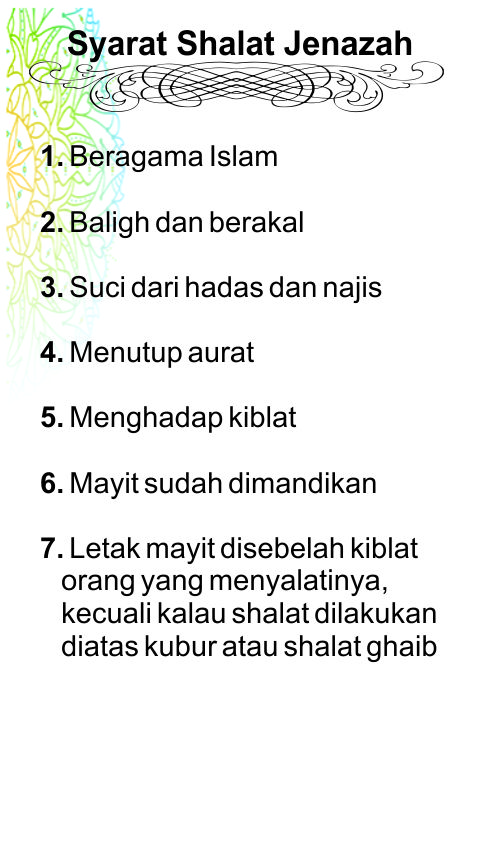 Syarat Shalat Jenazah
1. Beragama Islam
2. Baligh dan berakal
3. Suci dari hadas dan najis
4. Menutup aurat
5. Menghadap kiblat
6. Mayit sudah dimandikan
7. Letak mayit disebelah kiblat
orang yang menyalatinya,
kecuali kalau shalat dilakukan
diatas kubur atau shalat ghaib